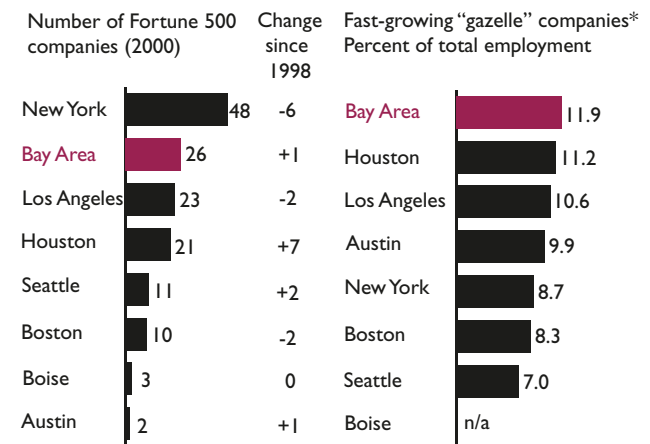 Number of Fortune 500
companies (2000)
Change
since
1998
New York 48 -6
Bay Area 26 +1
Los Angeles 23 -2
Houston 21 +7
Seattle 11 +2
Boston 10 -2
Boise 3 0
Austin 2 +1
Fast-growing “gazelle” companies*
Percent of total employment
Bay Area 11.9
Houston 11.2
Los Angeles 10.6
Austin 9.9
New York 8.7
Boston 8.3
Seattle 7.0
Boise n/a